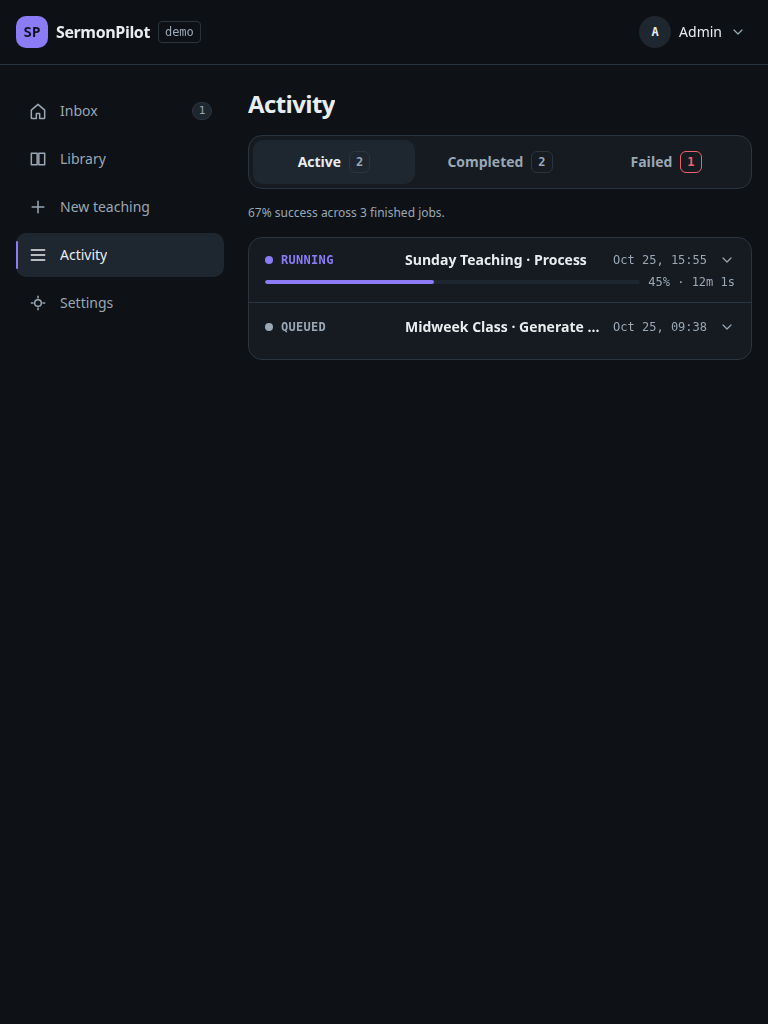 SP SermonPilot demo
A Admin
Inbox 1
Library
New teaching
Activity
Settings
Activity
Active 2 Completed 2 Failed 1
67% success across 3 finished jobs.
RUNNING Sunday Teaching · Process Oct 25, 15:55
45% · 12m 1s
QUEUED Midweek Class · Generate … Oct 25, 09:38